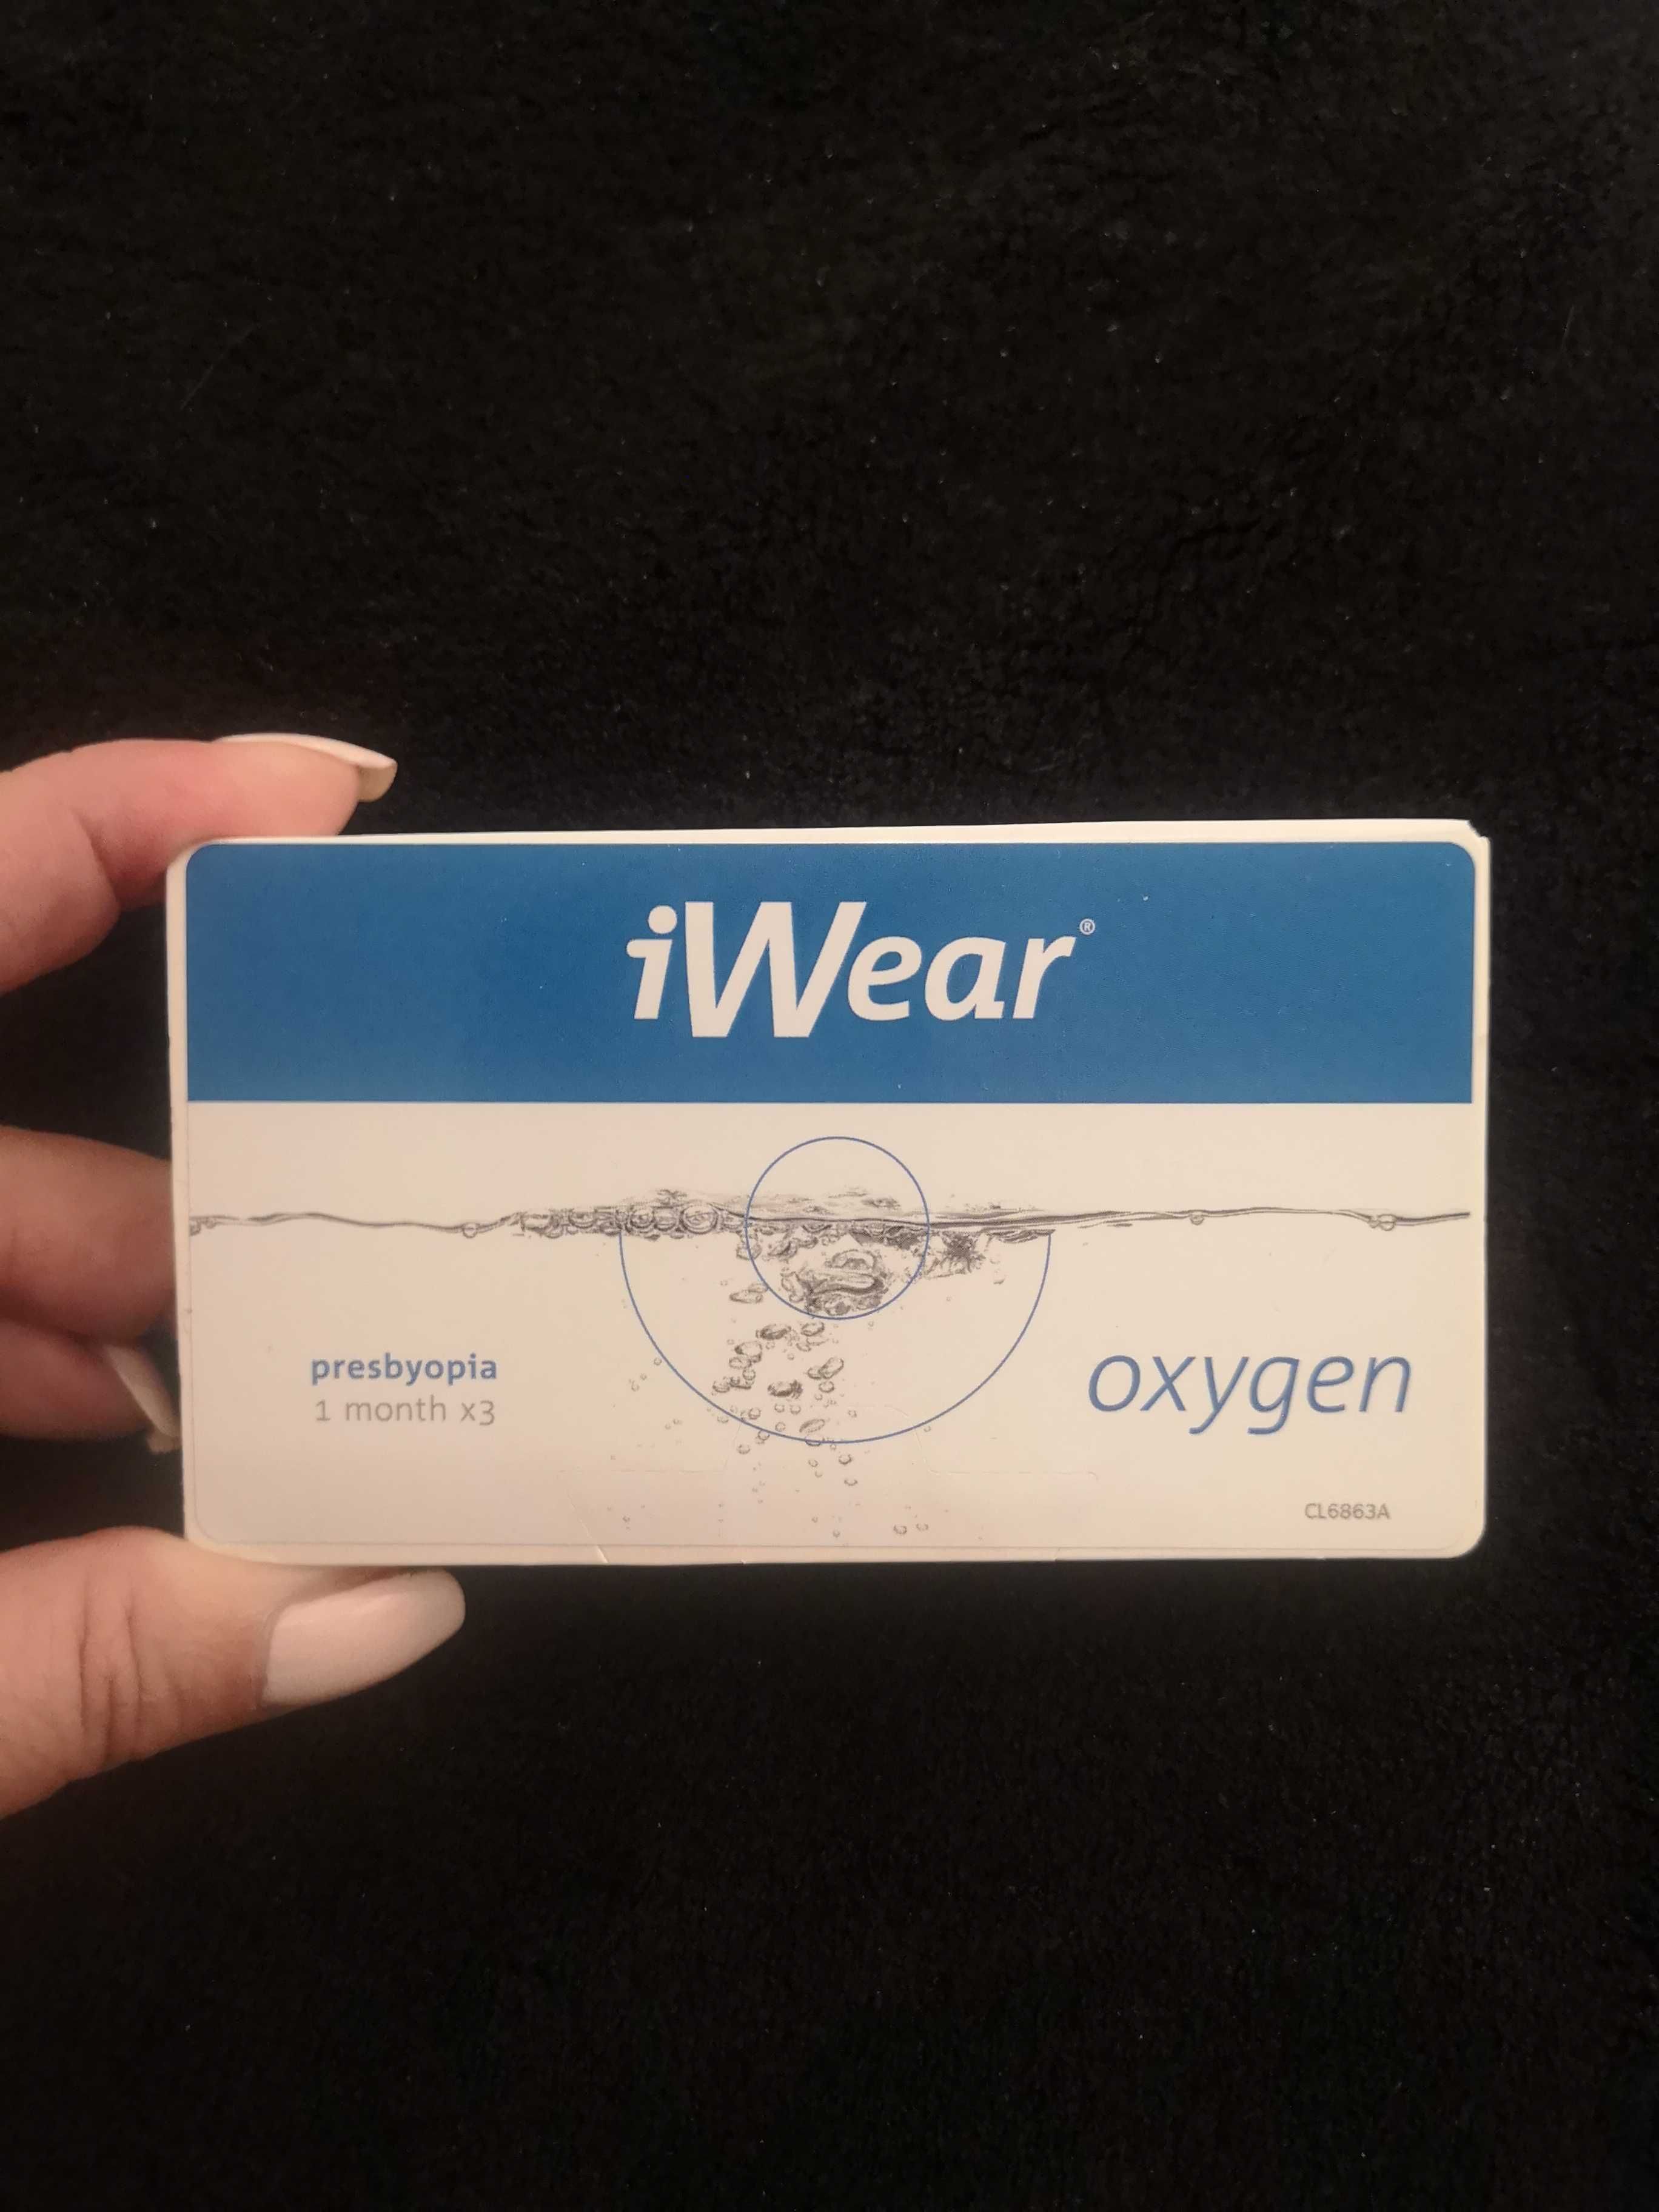 iWear®
presbyopia
1 month x3
oxygen
CL6863A